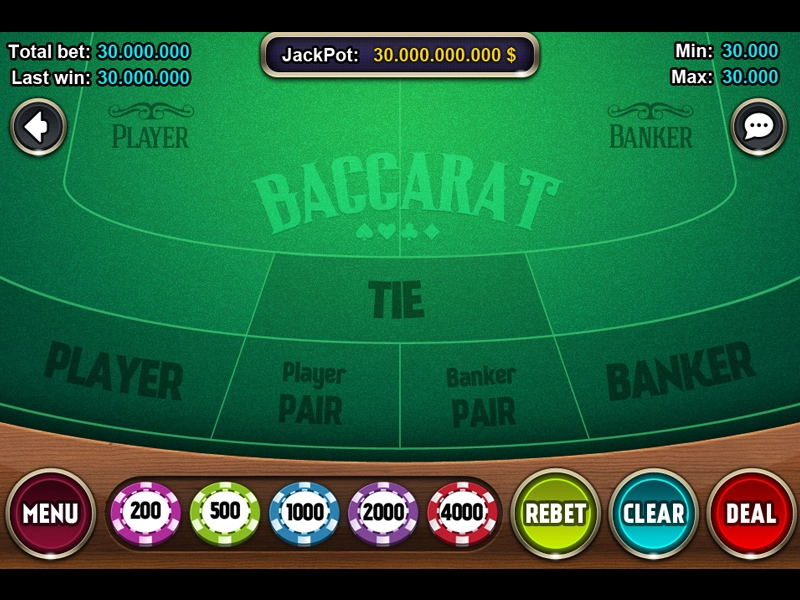 Total bet: 30.000.000
Last win: 30.000.000
JackPot: 30.000.000.000 $
Min: 30.000
Max: 30.000
PLAYER
BANKER
BACCARAT
TIE
PLAYER
Player
PAIR
Banker
PAIR
BANKER
MENU
200
500
1000
2000
4000
REBET
CLEAR
DEAL